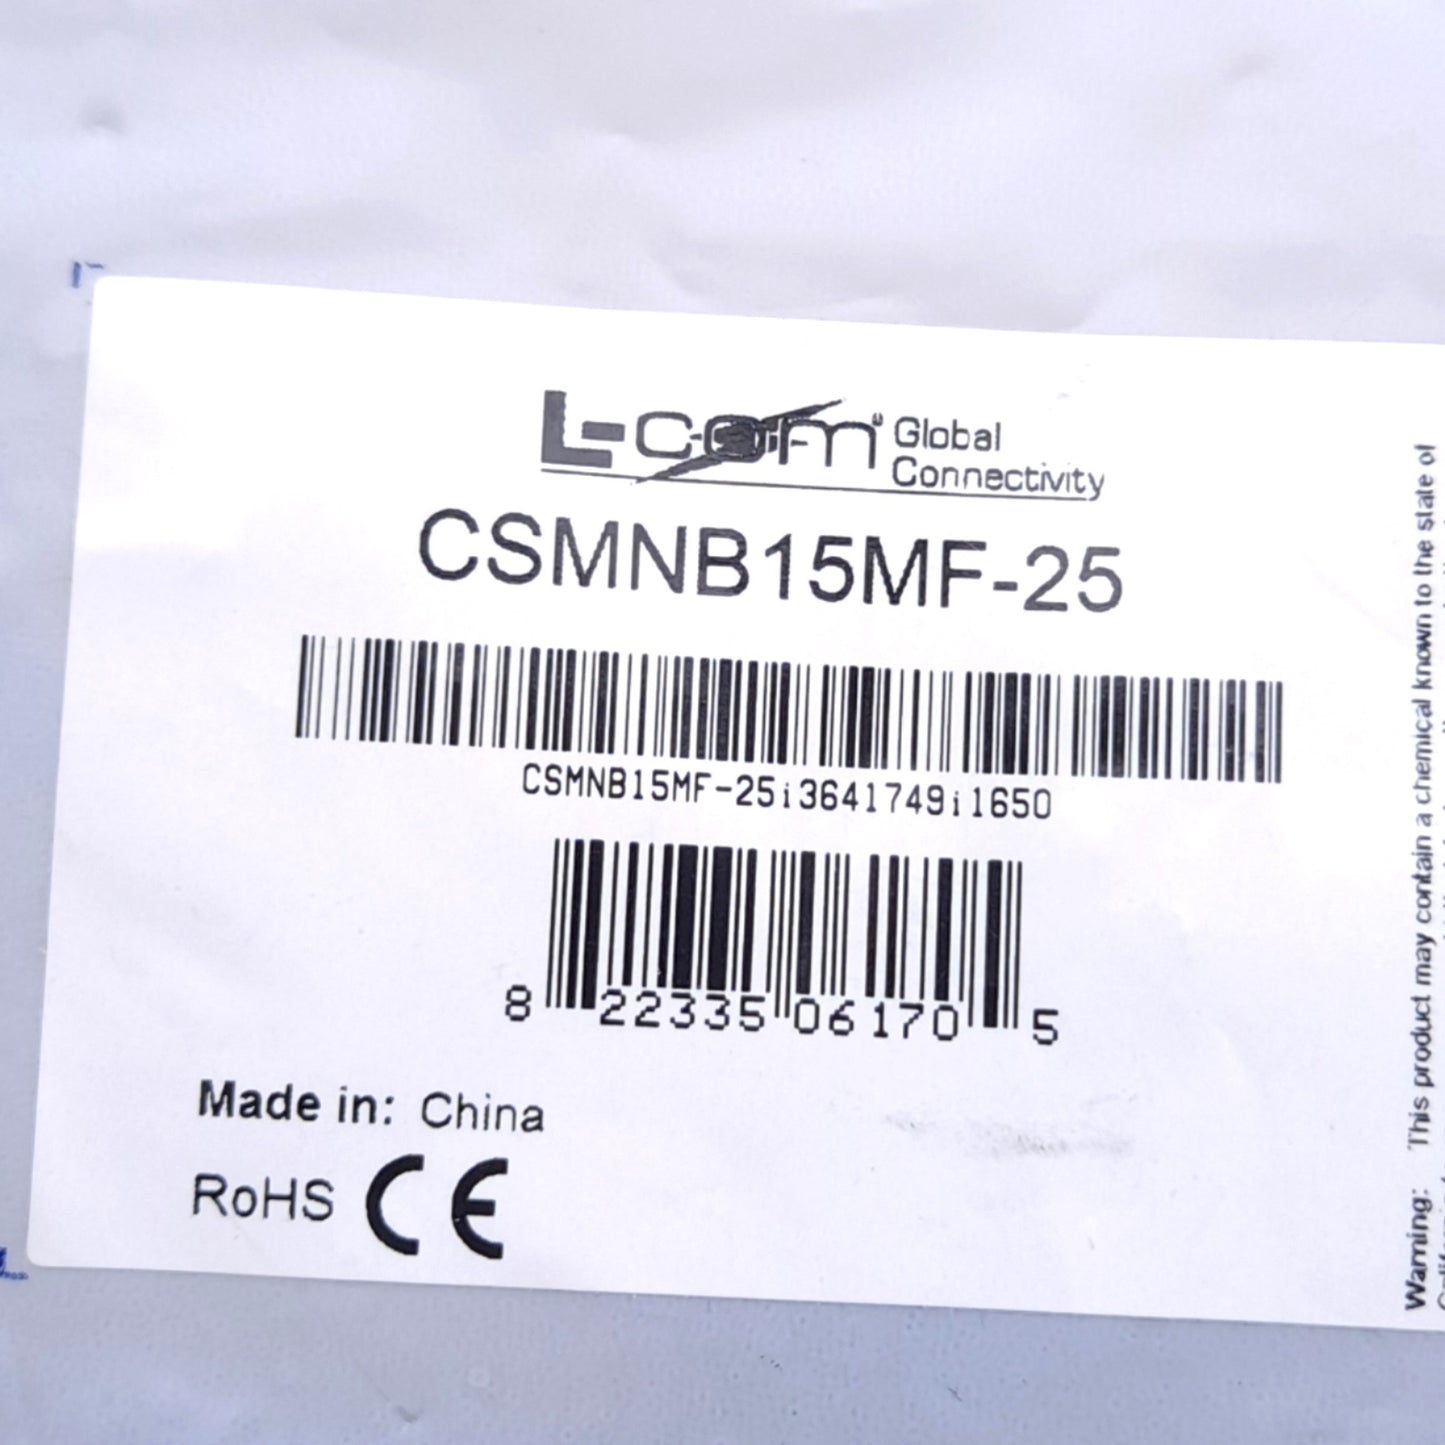 L-com® Global
Connectivity
CSMNB15MF-25
CSMNB15MF-25i3641749i1650
8 22335 06170 5
Made in: China
RoHS CE
Warning: This product may contain a chemical known to the state of